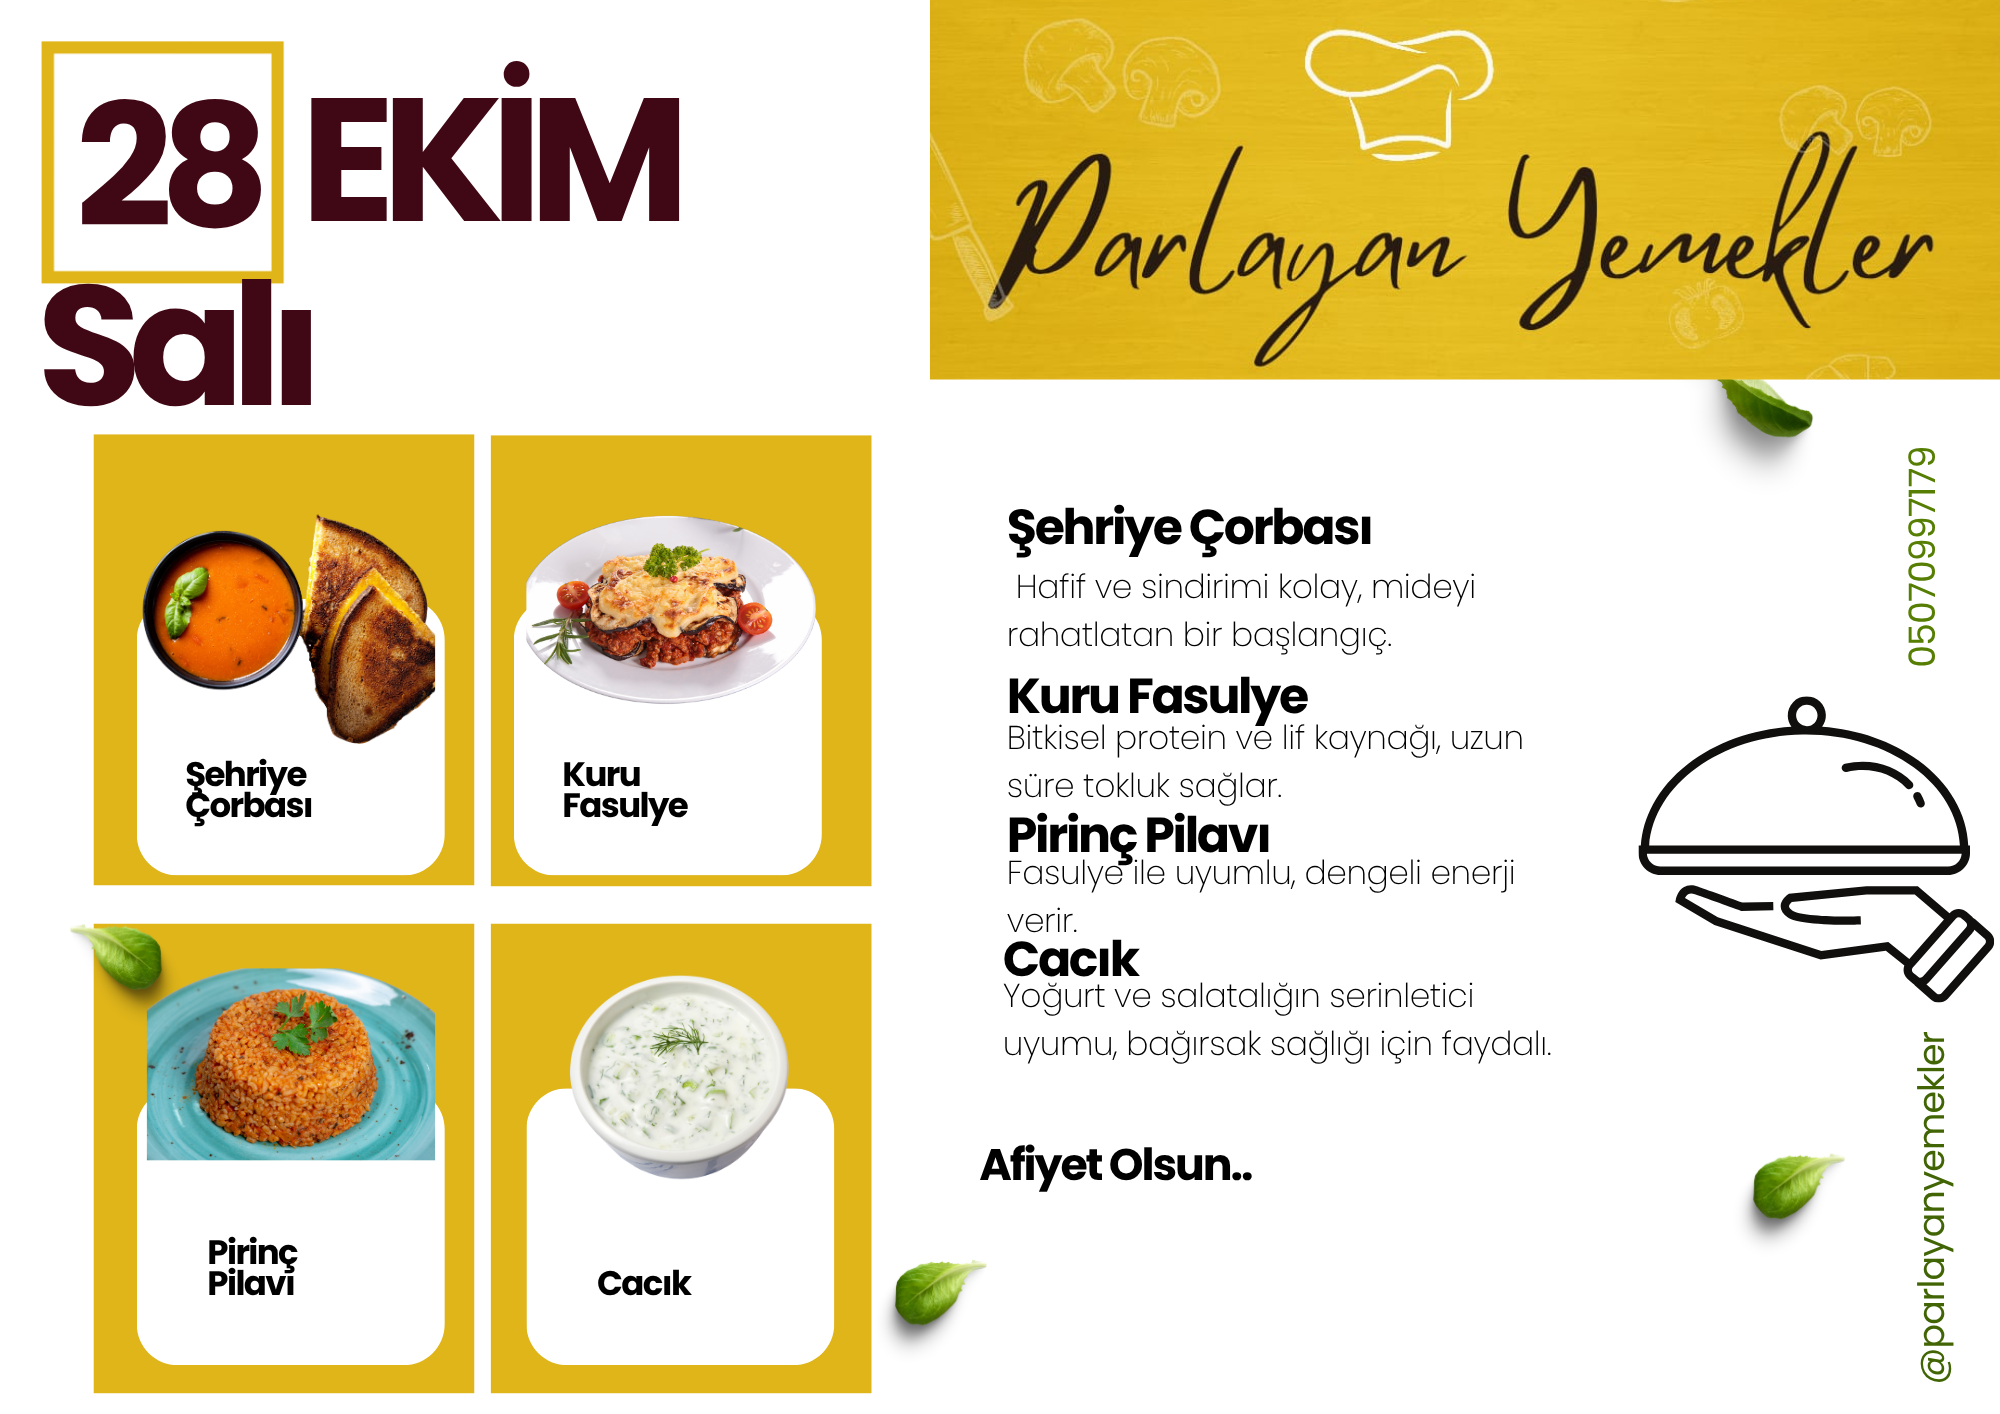 28 EKİM
Salı
Parlayan Yemekler
Şehriye
Çorbası
Kuru
Fasulye
Pirinç
Pilavı
Cacık
Şehriye Çorbası
Hafif ve sindirimi kolay, mideyi
rahatlatan bir başlangıç.
Kuru Fasulye
Bitkisel protein ve lif kaynağı, uzun
süre tokluk sağlar.
Pirinç Pilavı
Fasulye ile uyumlu, dengeli enerji
verir.
Cacık
Yoğurt ve salatalığın serinletici
uyumu, bağırsak sağlığı için faydalı.
Afiyet Olsun..
05070997179
@parlayanyemekler